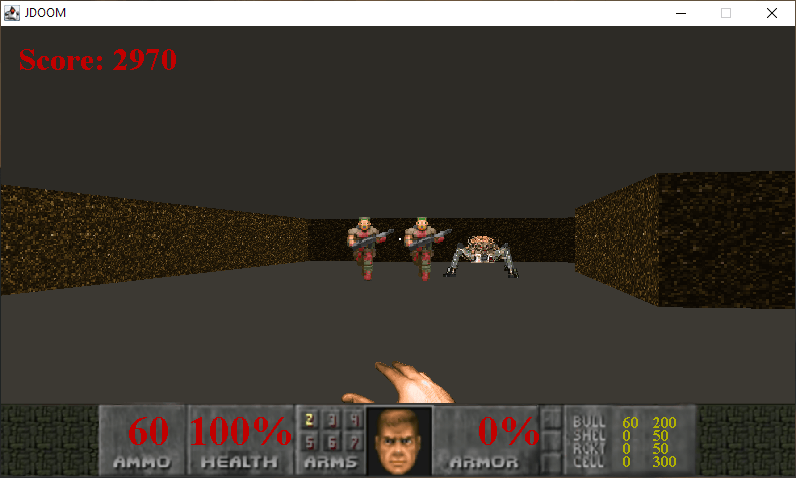 JDOOM
Score: 2970
60 100% 2 3 4 0% BULL 60 200
5 6 7 SHEL 0 50
RCKT 0 50
AMMO HEALTH ARMS ARMOR CELL 0 300